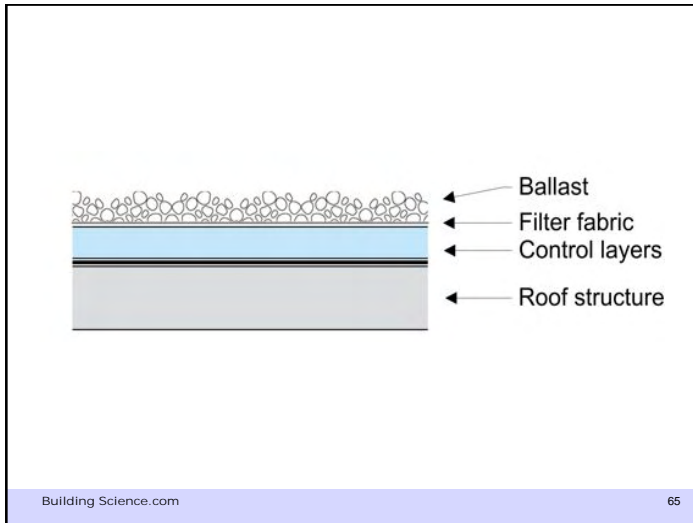 Ballast
Filter fabric
Control layers
Roof structure
Building Science.com
65